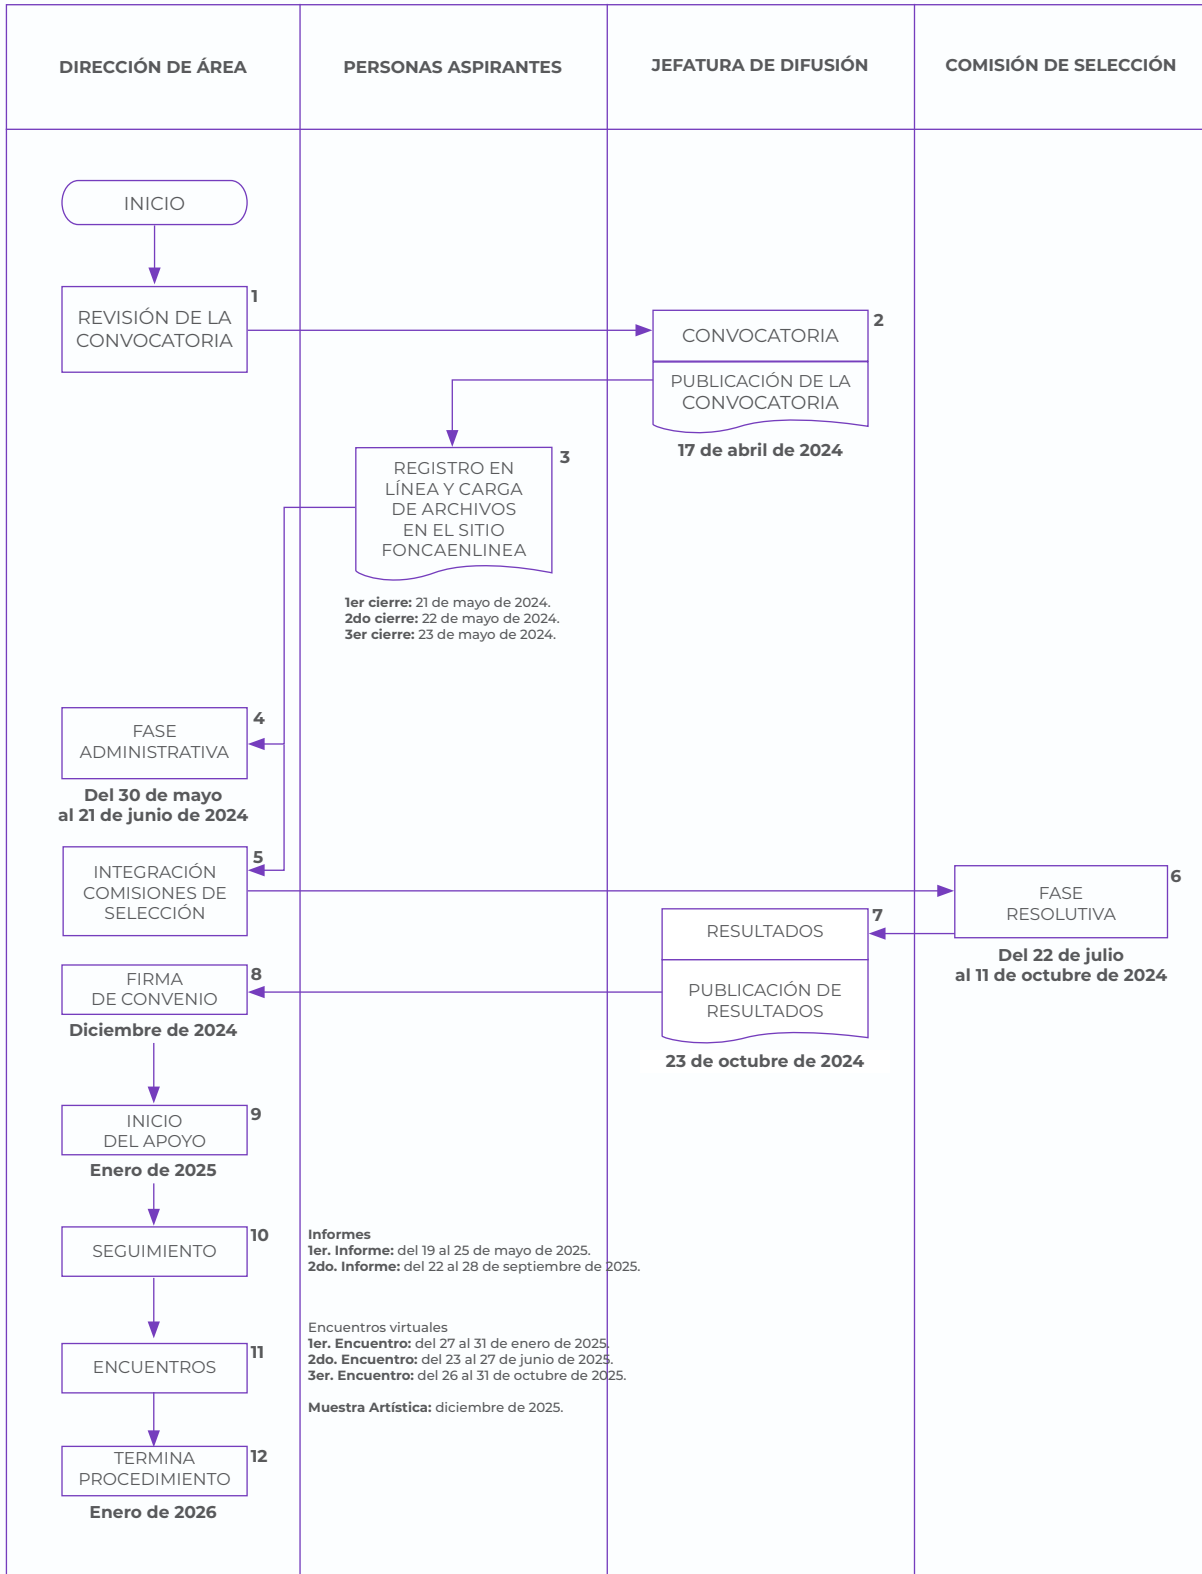 DIRECCIÓN DE ÁREA
PERSONAS ASPIRANTES
JEFATURA DE DIFUSIÓN
COMISIÓN DE SELECCIÓN
INICIO
1
REVISIÓN DE LA
CONVOCATORIA
2
CONVOCATORIA
PUBLICACIÓN DE LA
CONVOCATORIA
17 de abril de 2024
3
REGISTRO EN
LÍNEA Y CARGA
DE ARCHIVOS
EN EL SITIO
FONCAENLINEA
1er cierre: 21 de mayo de 2024.
2do cierre: 22 de mayo de 2024.
3er cierre: 23 de mayo de 2024.
4
FASE
ADMINISTRATIVA
Del 30 de mayo
al 21 de junio de 2024
5
INTEGRACIÓN
COMISIONES DE
SELECCIÓN
6
FASE
RESOLUTIVA
Del 22 de julio
al 11 de octubre de 2024
7
RESULTADOS
PUBLICACIÓN DE
RESULTADOS
23 de octubre de 2024
8
FIRMA
DE CONVENIO
Diciembre de 2024
9
INICIO
DEL APOYO
Enero de 2025
10
SEGUIMIENTO
Informes
1er. Informe: del 19 al 25 de mayo de 2025.
2do. Informe: del 22 al 28 de septiembre de 2025.
11
ENCUENTROS
Encuentros virtuales
1er. Encuentro: del 27 al 31 de enero de 2025.
2do. Encuentro: del 23 al 27 de junio de 2025.
3er. Encuentro: del 26 al 31 de octubre de 2025.
Muestra Artística: diciembre de 2025.
12
TERMINA
PROCEDIMIENTO
Enero de 2026